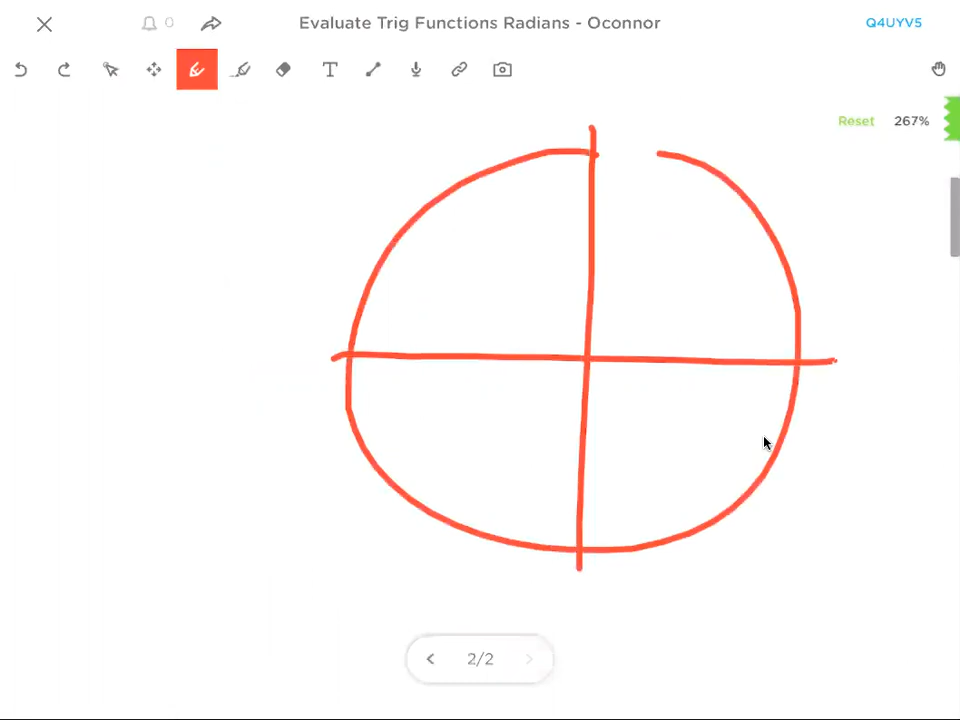 0
Evaluate Trig Functions Radians - Oconnor
Q4UYV5
T
Reset 267%
2/2